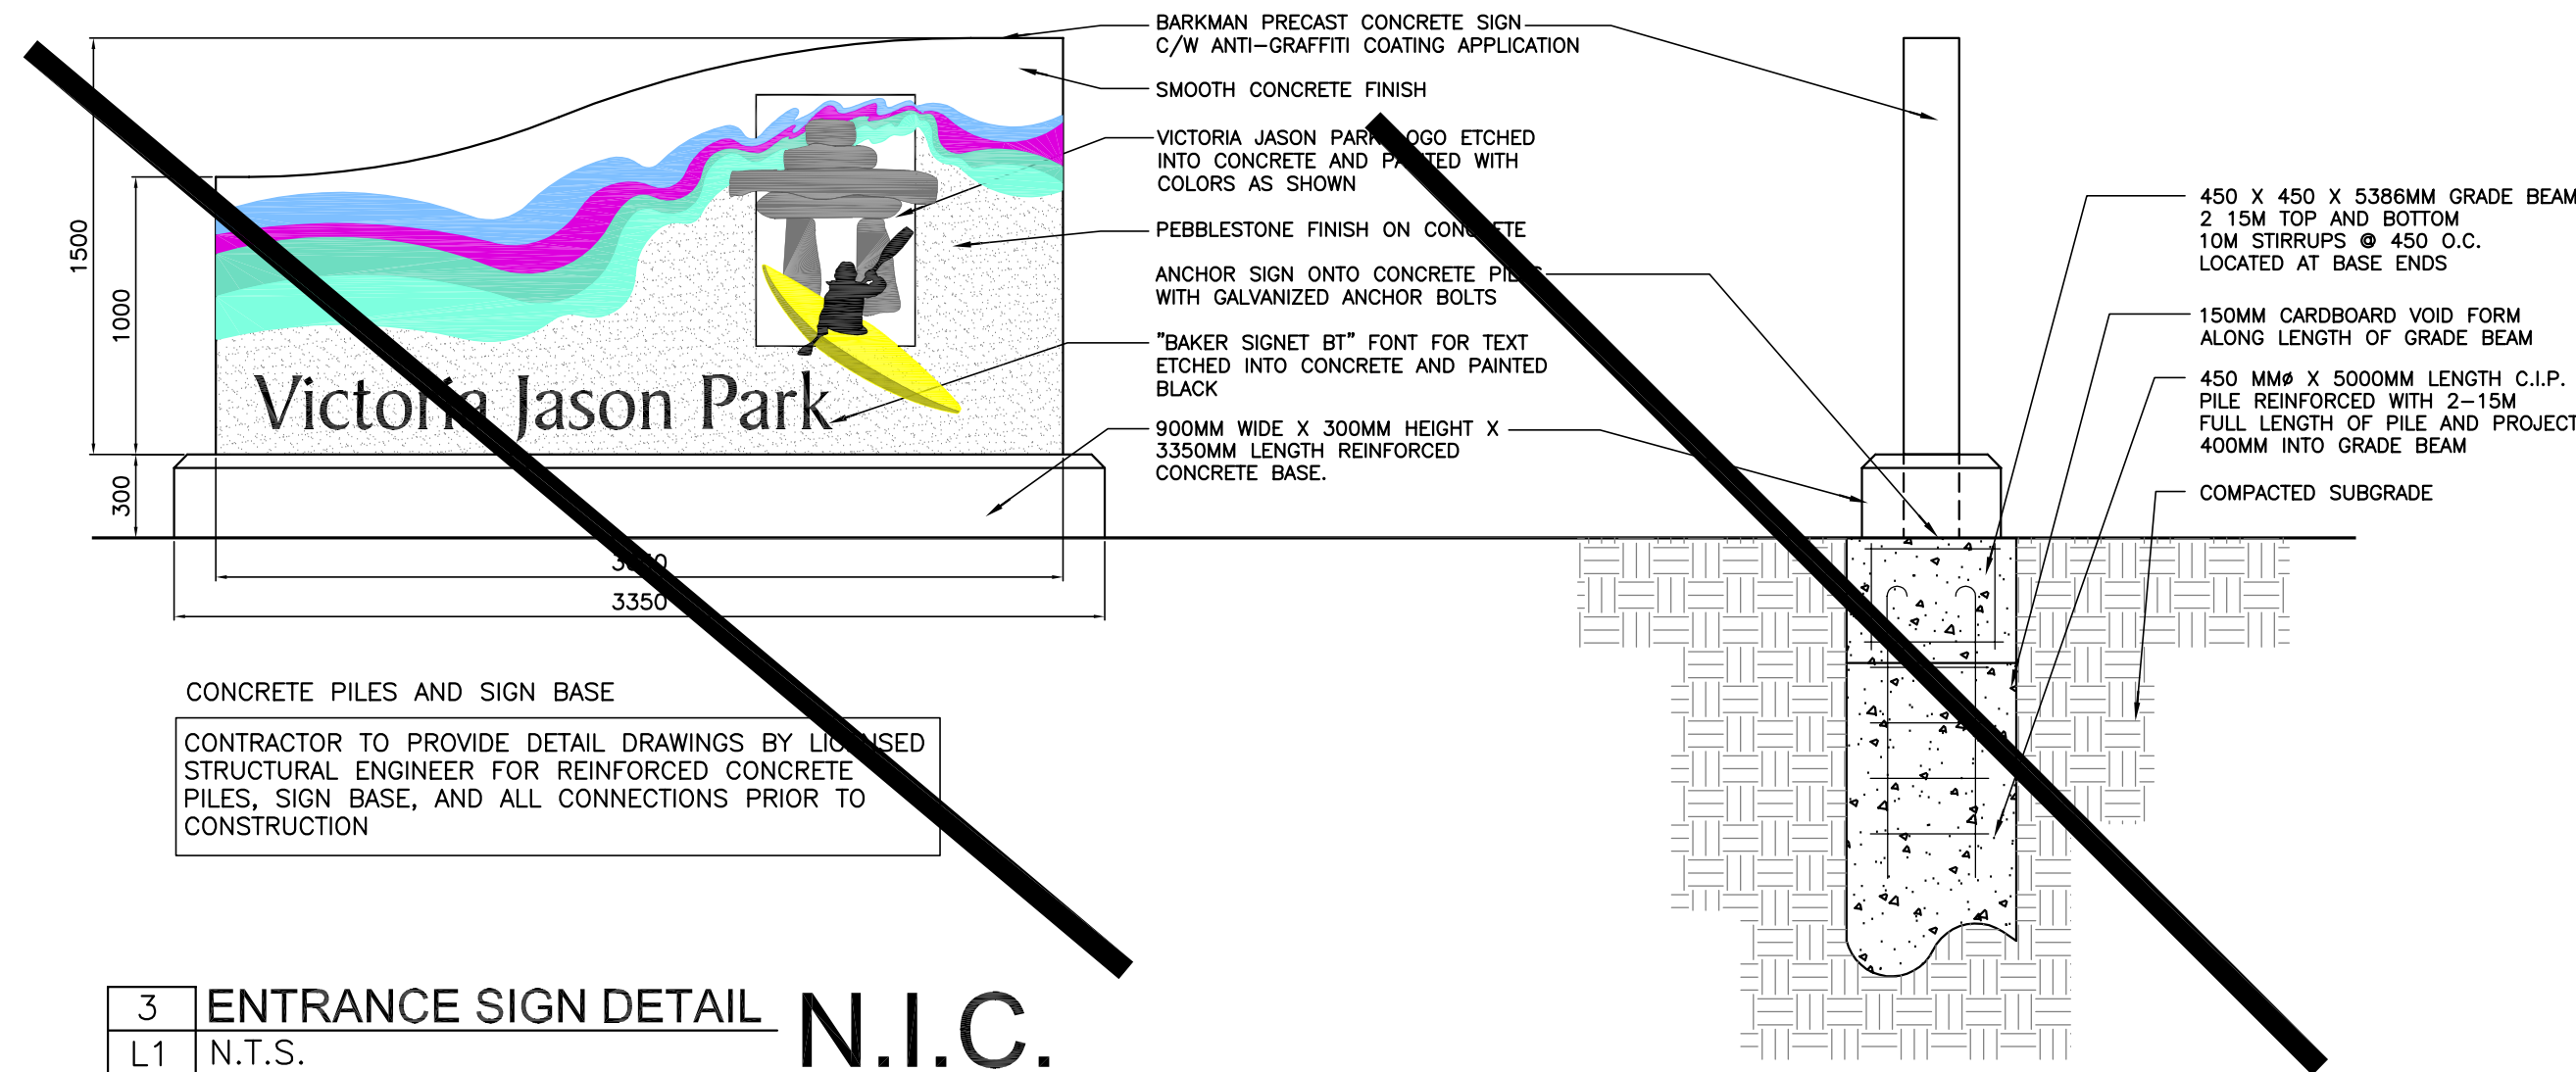 BARKMAN PRECAST CONCRETE SIGN
C/W ANTI-GRAFFITI COATING APPLICATION
SMOOTH CONCRETE FINISH
VICTORIA JASON PARK LOGO ETCHED
INTO CONCRETE AND PAINTED WITH
COLORS AS SHOWN
PEBBLESTONE FINISH ON CONCRETE
ANCHOR SIGN ONTO CONCRETE PILES
WITH GALVANIZED ANCHOR BOLTS
"BAKER SIGNET BT" FONT FOR TEXT
ETCHED INTO CONCRETE AND PAINTED
BLACK
900MM WIDE X 300MM HEIGHT X
3350MM LENGTH REINFORCED
CONCRETE BASE.
450 X 450 X 5386MM GRADE BEAM
2 15M TOP AND BOTTOM
10M STIRRUPS @ 450 O.C.
LOCATED AT BASE ENDS
150MM CARDBOARD VOID FORM
ALONG LENGTH OF GRADE BEAM
450 MMø X 5000MM LENGTH C.I.P.
PILE REINFORCED WITH 2-15M
FULL LENGTH OF PILE AND PROJECT
400MM INTO GRADE BEAM
COMPACTED SUBGRADE
1500
1000
300
Victoria Jason Park
3350
CONCRETE PILES AND SIGN BASE
CONTRACTOR TO PROVIDE DETAIL DRAWINGS BY LICENSED
STRUCTURAL ENGINEER FOR REINFORCED CONCRETE
PILES, SIGN BASE, AND ALL CONNECTIONS PRIOR TO
CONSTRUCTION
3 ENTRANCE SIGN DETAIL N.I.C.
L1 N.T.S.